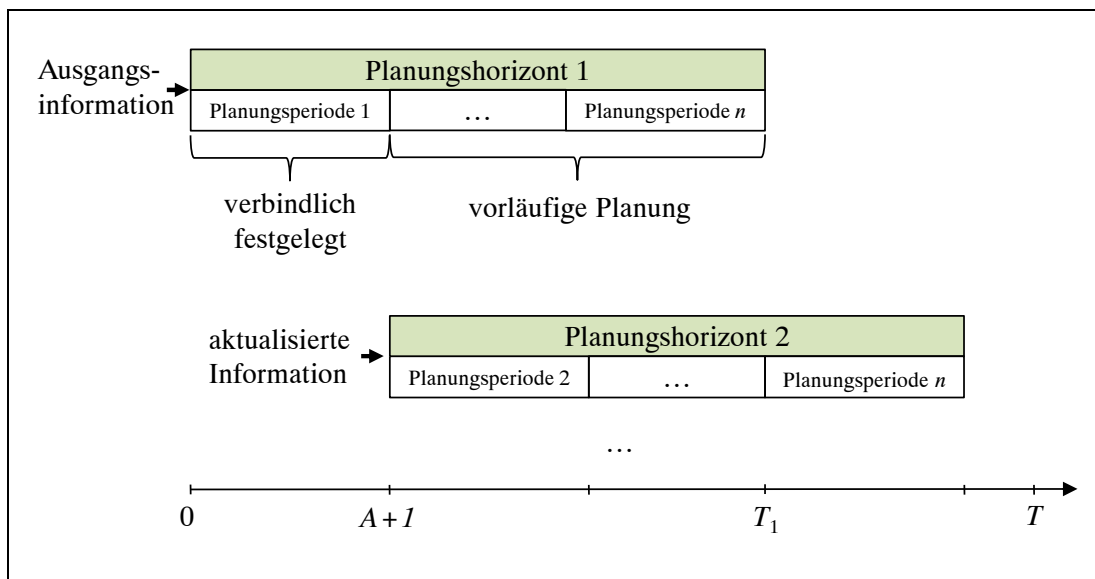 Ausgangs-
information
Planungshorizont 1
Planungsperiode 1
…
Planungsperiode n
verbindlich
festgelegt
vorläufige Planung
aktualisierte
Information
Planungshorizont 2
Planungsperiode 2
…
Planungsperiode n
…
0
A+1
T1
T